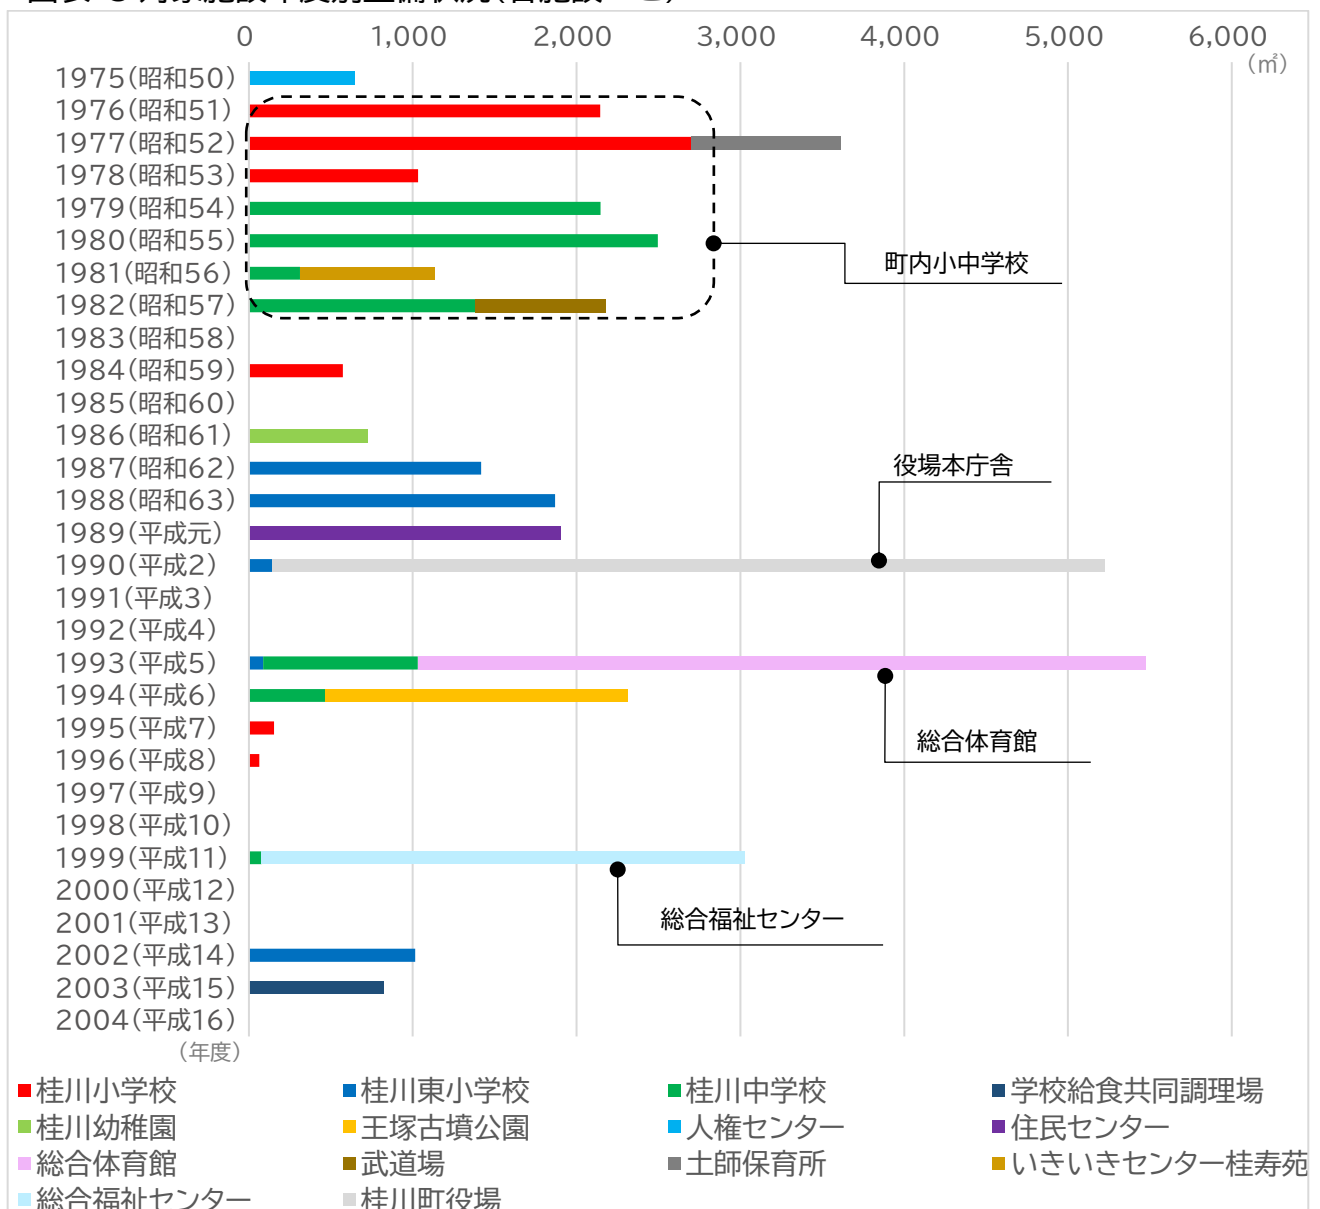 0 1,000 2,000 3,000 4,000 5,000 6,000
(㎡)
1975(昭和50)
1976(昭和51)
1977(昭和52)
1978(昭和53)
1979(昭和54)
1980(昭和55)
町内小中学校
1981(昭和56)
1982(昭和57)
1983(昭和58)
1984(昭和59)
1985(昭和60)
1986(昭和61)
役場本庁舎
1987(昭和62)
1988(昭和63)
1989(平成元)
1990(平成2)
1991(平成3)
1992(平成4)
1993(平成5)
1994(平成6)
1995(平成7)
総合体育館
1996(平成8)
1997(平成9)
1998(平成10)
1999(平成11)
2000(平成12)
2001(平成13)
総合福祉センター
2002(平成14)
2003(平成15)
2004(平成16)
(年度)
桂川小学校 桂川東小学校 桂川中学校 学校給食共同調理場
桂川幼稚園 王塚古墳公園 人権センター 住民センター
総合体育館 武道場 土師保育所 いきいきセンター桂寿苑
総合福祉センター 桂川町役場